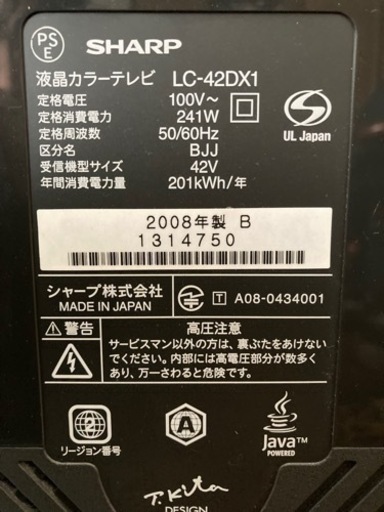 PS
E
SHARP
液晶カラーテレビ LC-42DX1
定格電圧 100V～
定格消費電力 241W
定格周波数 50/60Hz
区分名 BJJ
受信機型サイズ 42V
年間消費電力量 201kWh/年
S
UL Japan
2008年製 B
1314750
シャープ株式会社
MADE IN JAPAN
T A08-0434001
警告 高圧注意
サービスマン以外の方は、裏ぶたをあけない
でください。内部には高電圧部分が数多く
あり、万一さわると危険です。
2
リージョン番号
A
Java™
POWERED
T.Kita
DESIGN